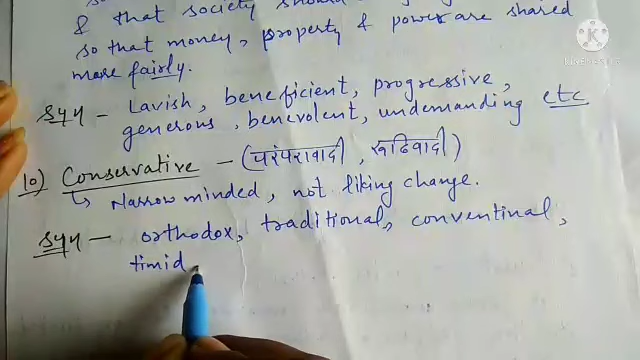 & that society should
so that money, property & power are shared
more fairly.
Syn - Lavish, beneficient, progressive,
generous, benevolent, undemanding etc
10) Conservative - (परंपरावादी, रूढिवादी)
↳ Narrow minded, not liking change.
Syn - orthodox, traditional, conventinal,
timid